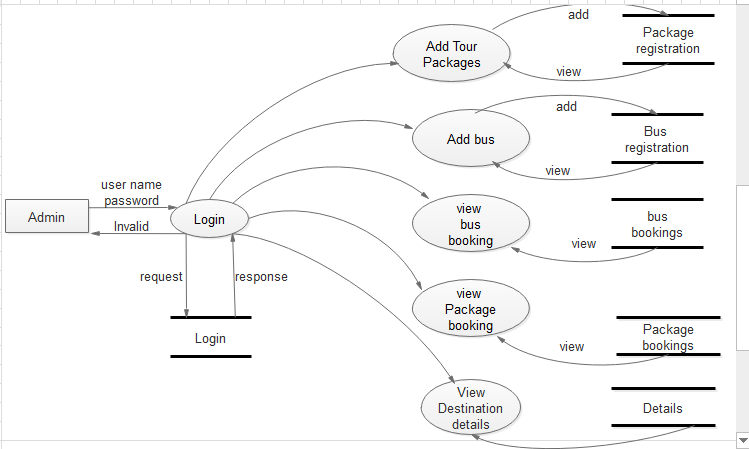 add
Package
registration
Add Tour
Packages
view
add
Bus
registration
Add bus
view
user name
password
Admin
Login
Invalid
view
bus
booking
bus
bookings
view
request
response
view
Package
booking
Login
Package
bookings
view
View
Destination
details
Details